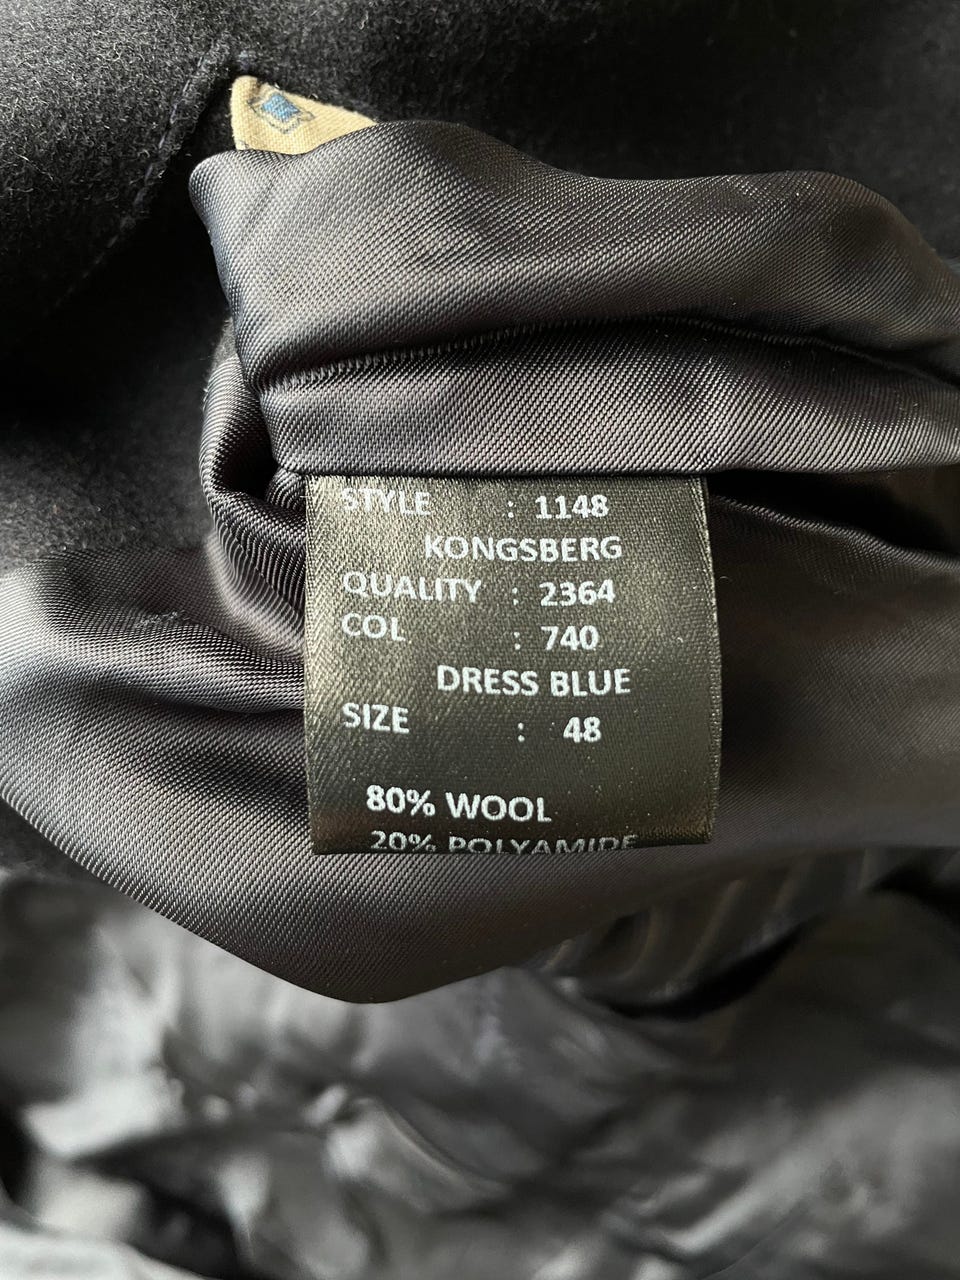 STYLE : 1148
KONGSBERG
QUALITY : 2364
COL : 740
DRESS BLUE
SIZE : 48
80% WOOL
20% POLYAMIDE